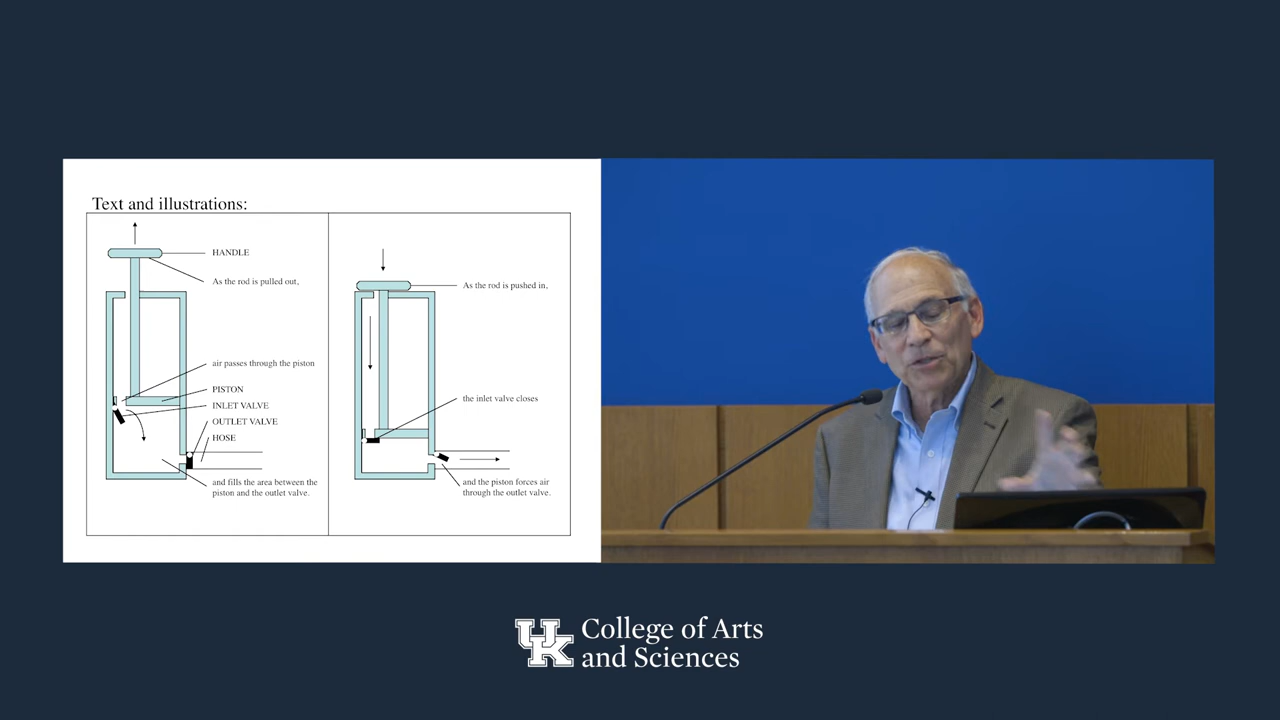 Text and illustrations:
HANDLE
As the rod is pulled out,
air passes through the piston
PISTON
INLET VALVE
OUTLET VALVE
HOSE
and fills the area between the
piston and the outlet valve.
As the rod is pushed in,
the inlet valve closes
and the piston forces air
through the outlet valve.
UK
College of Arts
and Sciences